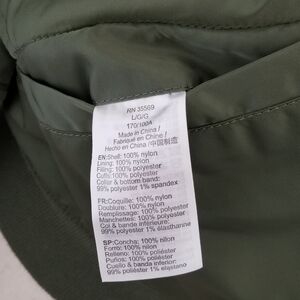 RN 35569
L/G/G
170/100A
Made in China /
Fabriqué en Chine /
Hecho en China /中国制造
EN:Shell: 100% nylon
Lining: 100% nylon
Filling: 100% polyester
Cuffs: 100% polyester
Collar & bottom band:
99% polyester 1% spandex
FR:Coquille: 100% nylon
Doublure: 100% nylon
Remplissage: 100% polyester
Manchettes: 100% polyester
Col & bande inférieure:
99% polyester 1% élasthanne
SP:Concha: 100% nilon
Forro: 100% nilon
Relleno: 100% poliéster
Puños: 100% poliéster
Cuello & banda inferior:
99% poliéster 1% elastano